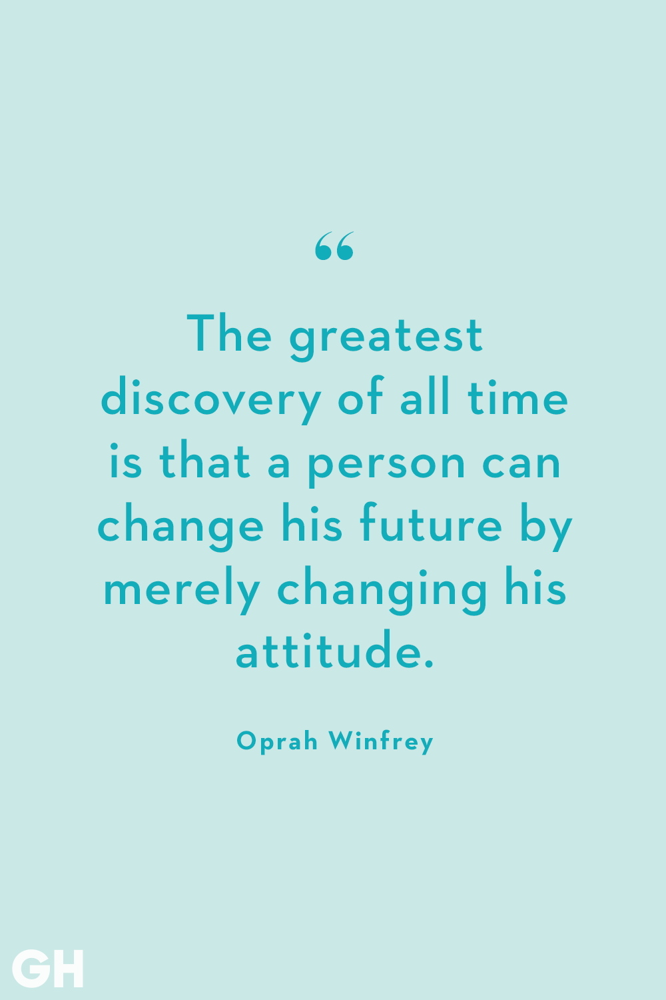 “
The greatest
discovery of all time
is that a person can
change his future by
merely changing his
attitude.
Oprah Winfrey
GH